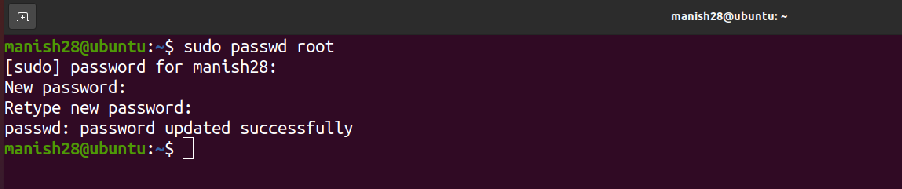 manish28@ubuntu: ~
manish28@ubuntu:~$ sudo passwd root
[sudo] password for manish28:
New password:
Retype new password:
passwd: password updated successfully
manish28@ubuntu:~$